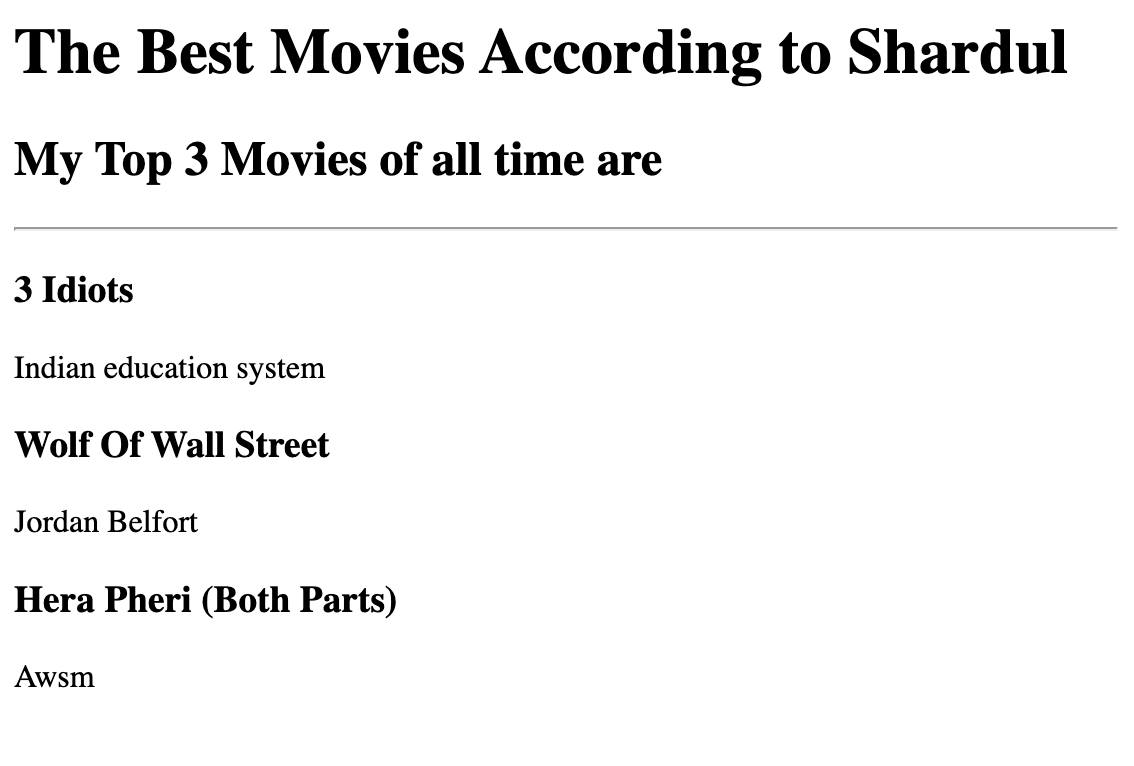 The Best Movies According to Shardul
My Top 3 Movies of all time are
3 Idiots
Indian education system
Wolf Of Wall Street
Jordan Belfort
Hera Pheri (Both Parts)
Awsm